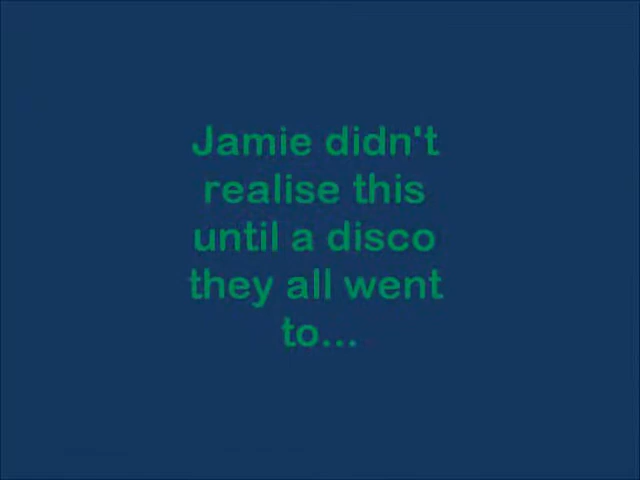 Jamie didn't
realise this
until a disco
they all went
to...